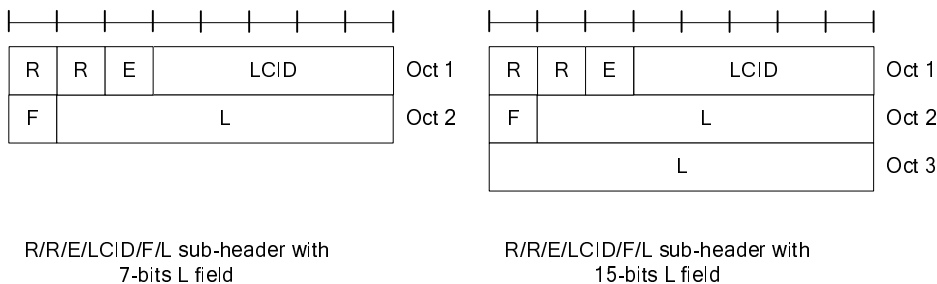 R R E LCID Oct 1
F L Oct 2
R/R/E/LCID/F/L sub-header with
7-bits L field
R R E LCID Oct 1
F L Oct 2
L Oct 3
R/R/E/LCID/F/L sub-header with
15-bits L field